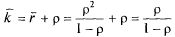 k̄ = r̄ + ρ = ρ²/(1 − ρ) + ρ = ρ/(1 − ρ)